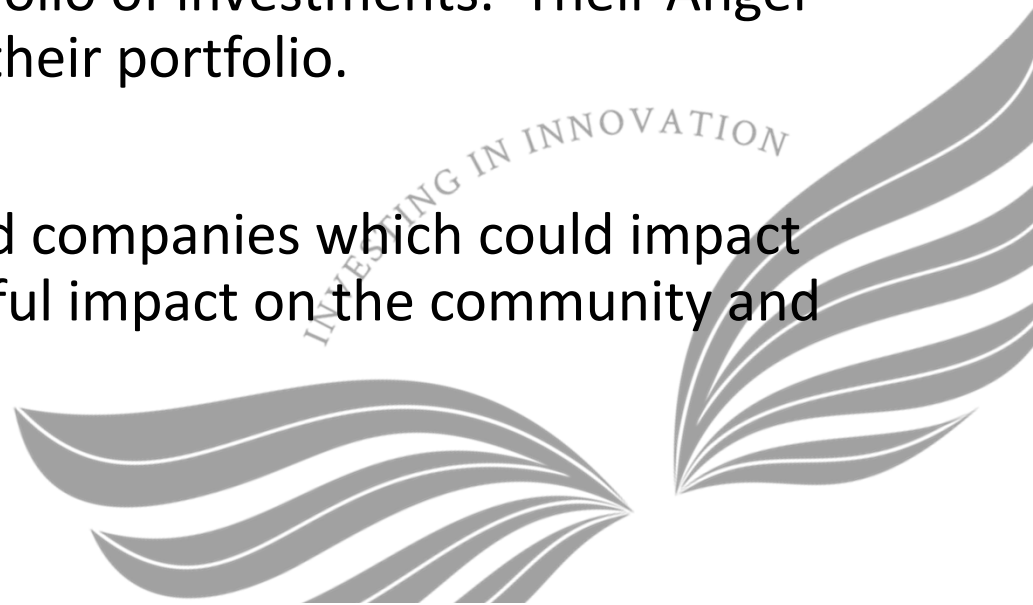 folio of investments. Their Angel
their portfolio.
INVESTING IN INNOVATION
d companies which could impact
ful impact on the community and